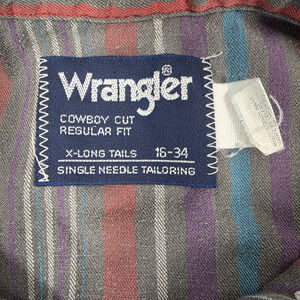 Wrangler®
COWBOY CUT
REGULAR FIT
X-LONG TAILS 16-34
SINGLE NEEDLE TAILORING